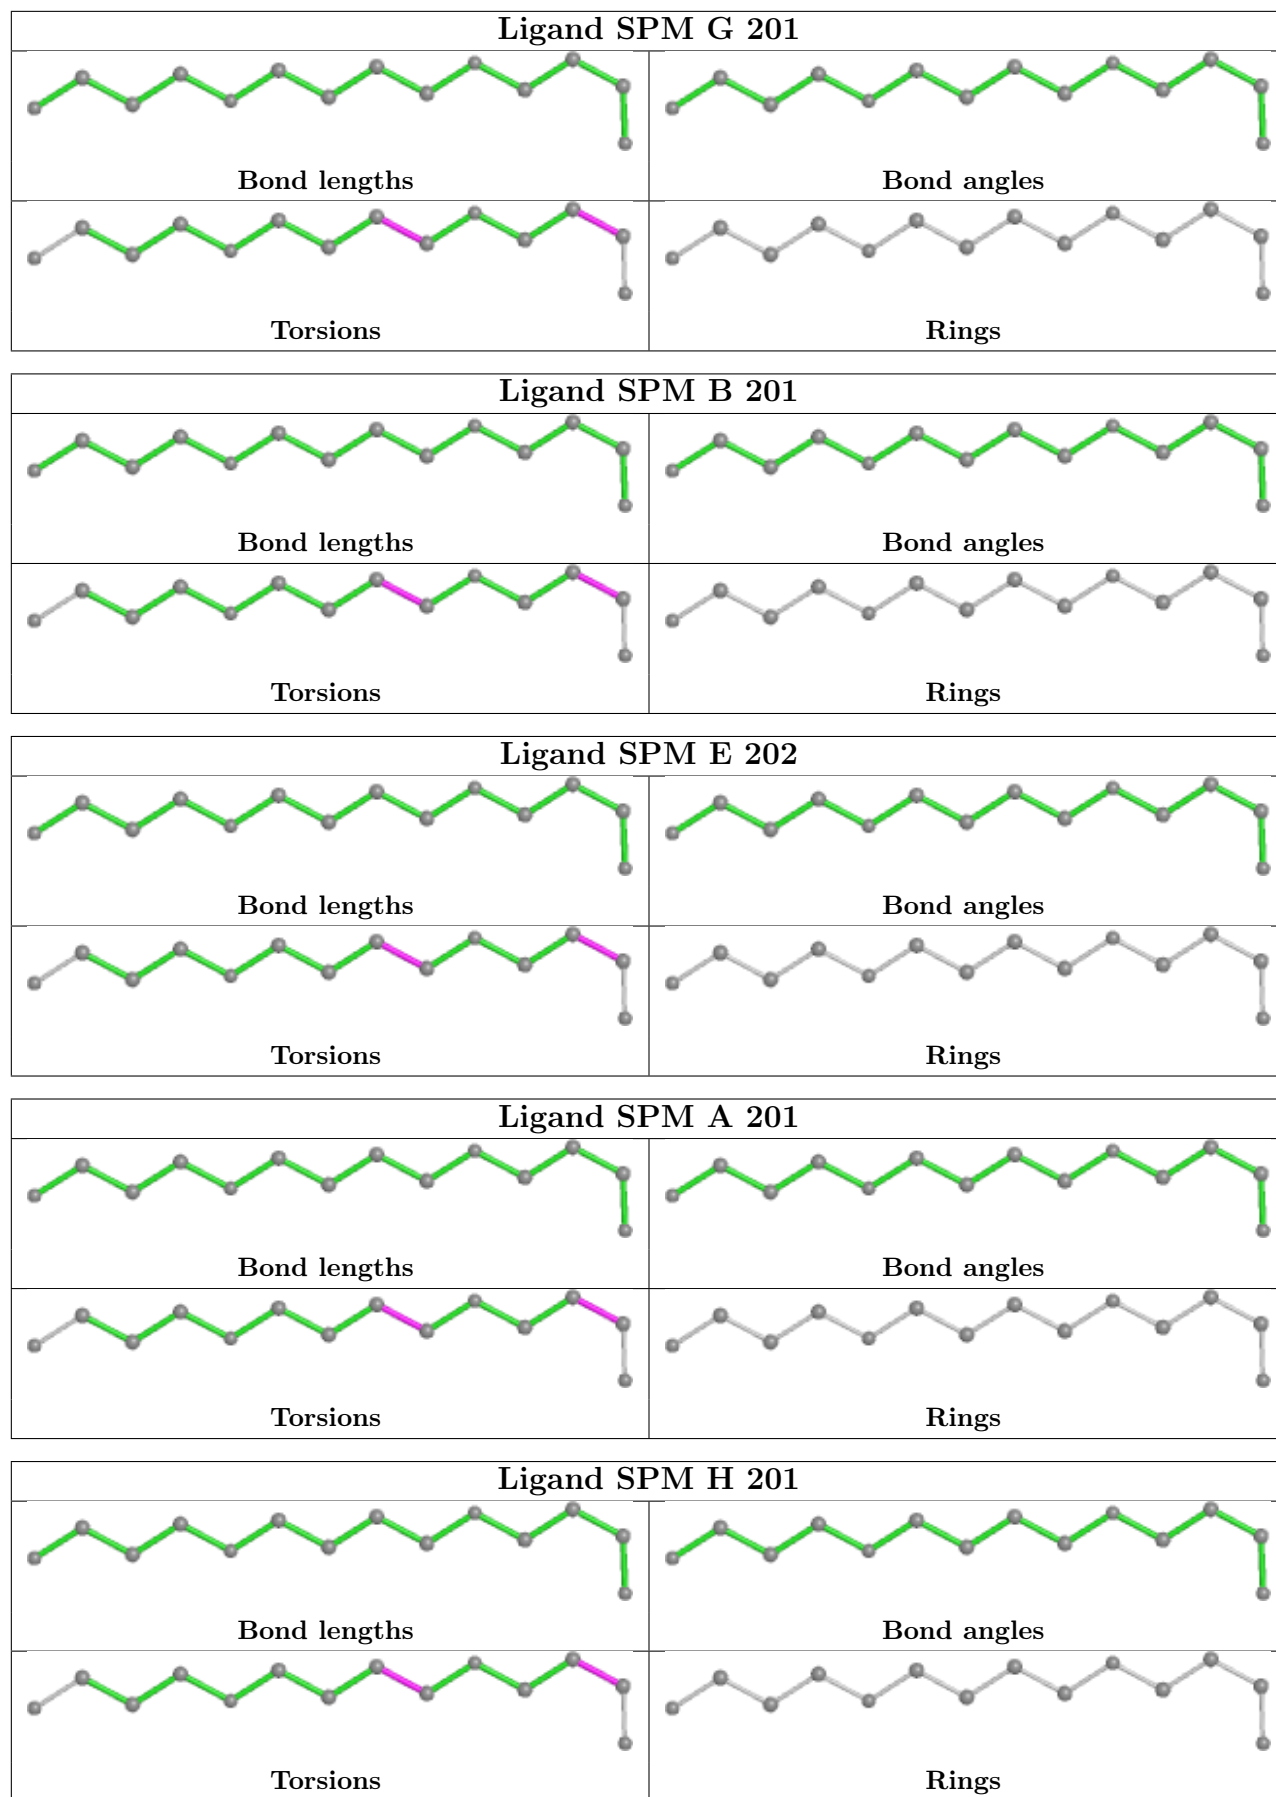 Ligand SPM G 201
Bond lengths
Bond angles
Torsions
Rings
Ligand SPM B 201
Bond lengths
Bond angles
Torsions
Rings
Ligand SPM E 202
Bond lengths
Bond angles
Torsions
Rings
Ligand SPM A 201
Bond lengths
Bond angles
Torsions
Rings
Ligand SPM H 201
Bond lengths
Bond angles
Torsions
Rings